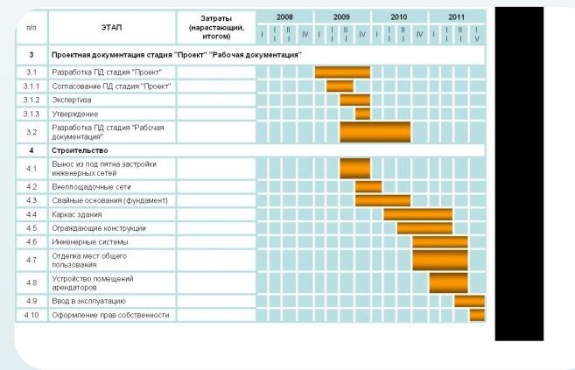 п/п ЭТАП Затраты (нарастающий, итогом) 2008 2009 2010 2011
I II III IV I II III IV I II III IV I II III IV
3 Проектная документация стадия "Проект" "Рабочая документация"
3.1 Разработка ПД стадия "Проект"
3.1.1 Согласование ПД стадия "Проект"
3.1.2 Экспертиза
3.1.3 Утверждение
3.2 Разработка ПД стадия "Рабочая
документация"
4 Строительство
4.1 Вынос из под пятна застройки
инженерных сетей
4.2 Внеплощадочные сети
4.3 Свайные основания (фундамент)
4.4 Каркас здания
4.5 Ограждающие конструкции
4.6 Инженерные системы
4.7 Отделка мест общего
пользования
4.8 Устройство помещений
арендаторов
4.9 Ввод в эксплуатацию
4.10 Оформление прав собственности